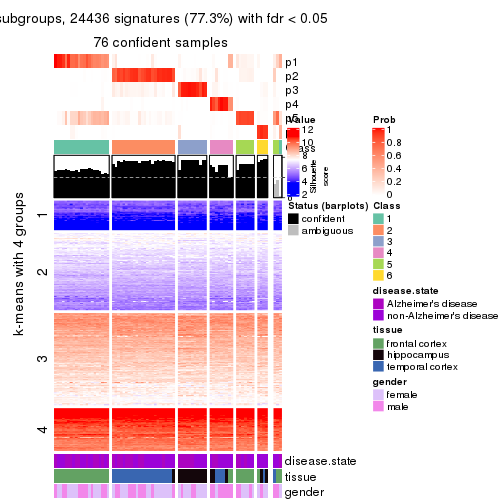 subgroups, 24436 signatures (77.3%) with fdr < 0.05
76 confident samples
p1
p2
p3
p4
p5
Class
Silhouette
score
k-means with 4 groups
1
2
3
4
disease.state
tissue
gender
Value
12
10
8
6
4
2
Status (barplots)
confident
ambiguous
Prob
1
0.8
0.6
0.4
0.2
0
Class
1
2
3
4
5
6
disease.state
Alzheimer's disease
non-Alzheimer's disease
tissue
frontal cortex
hippocampus
temporal cortex
gender
female
male